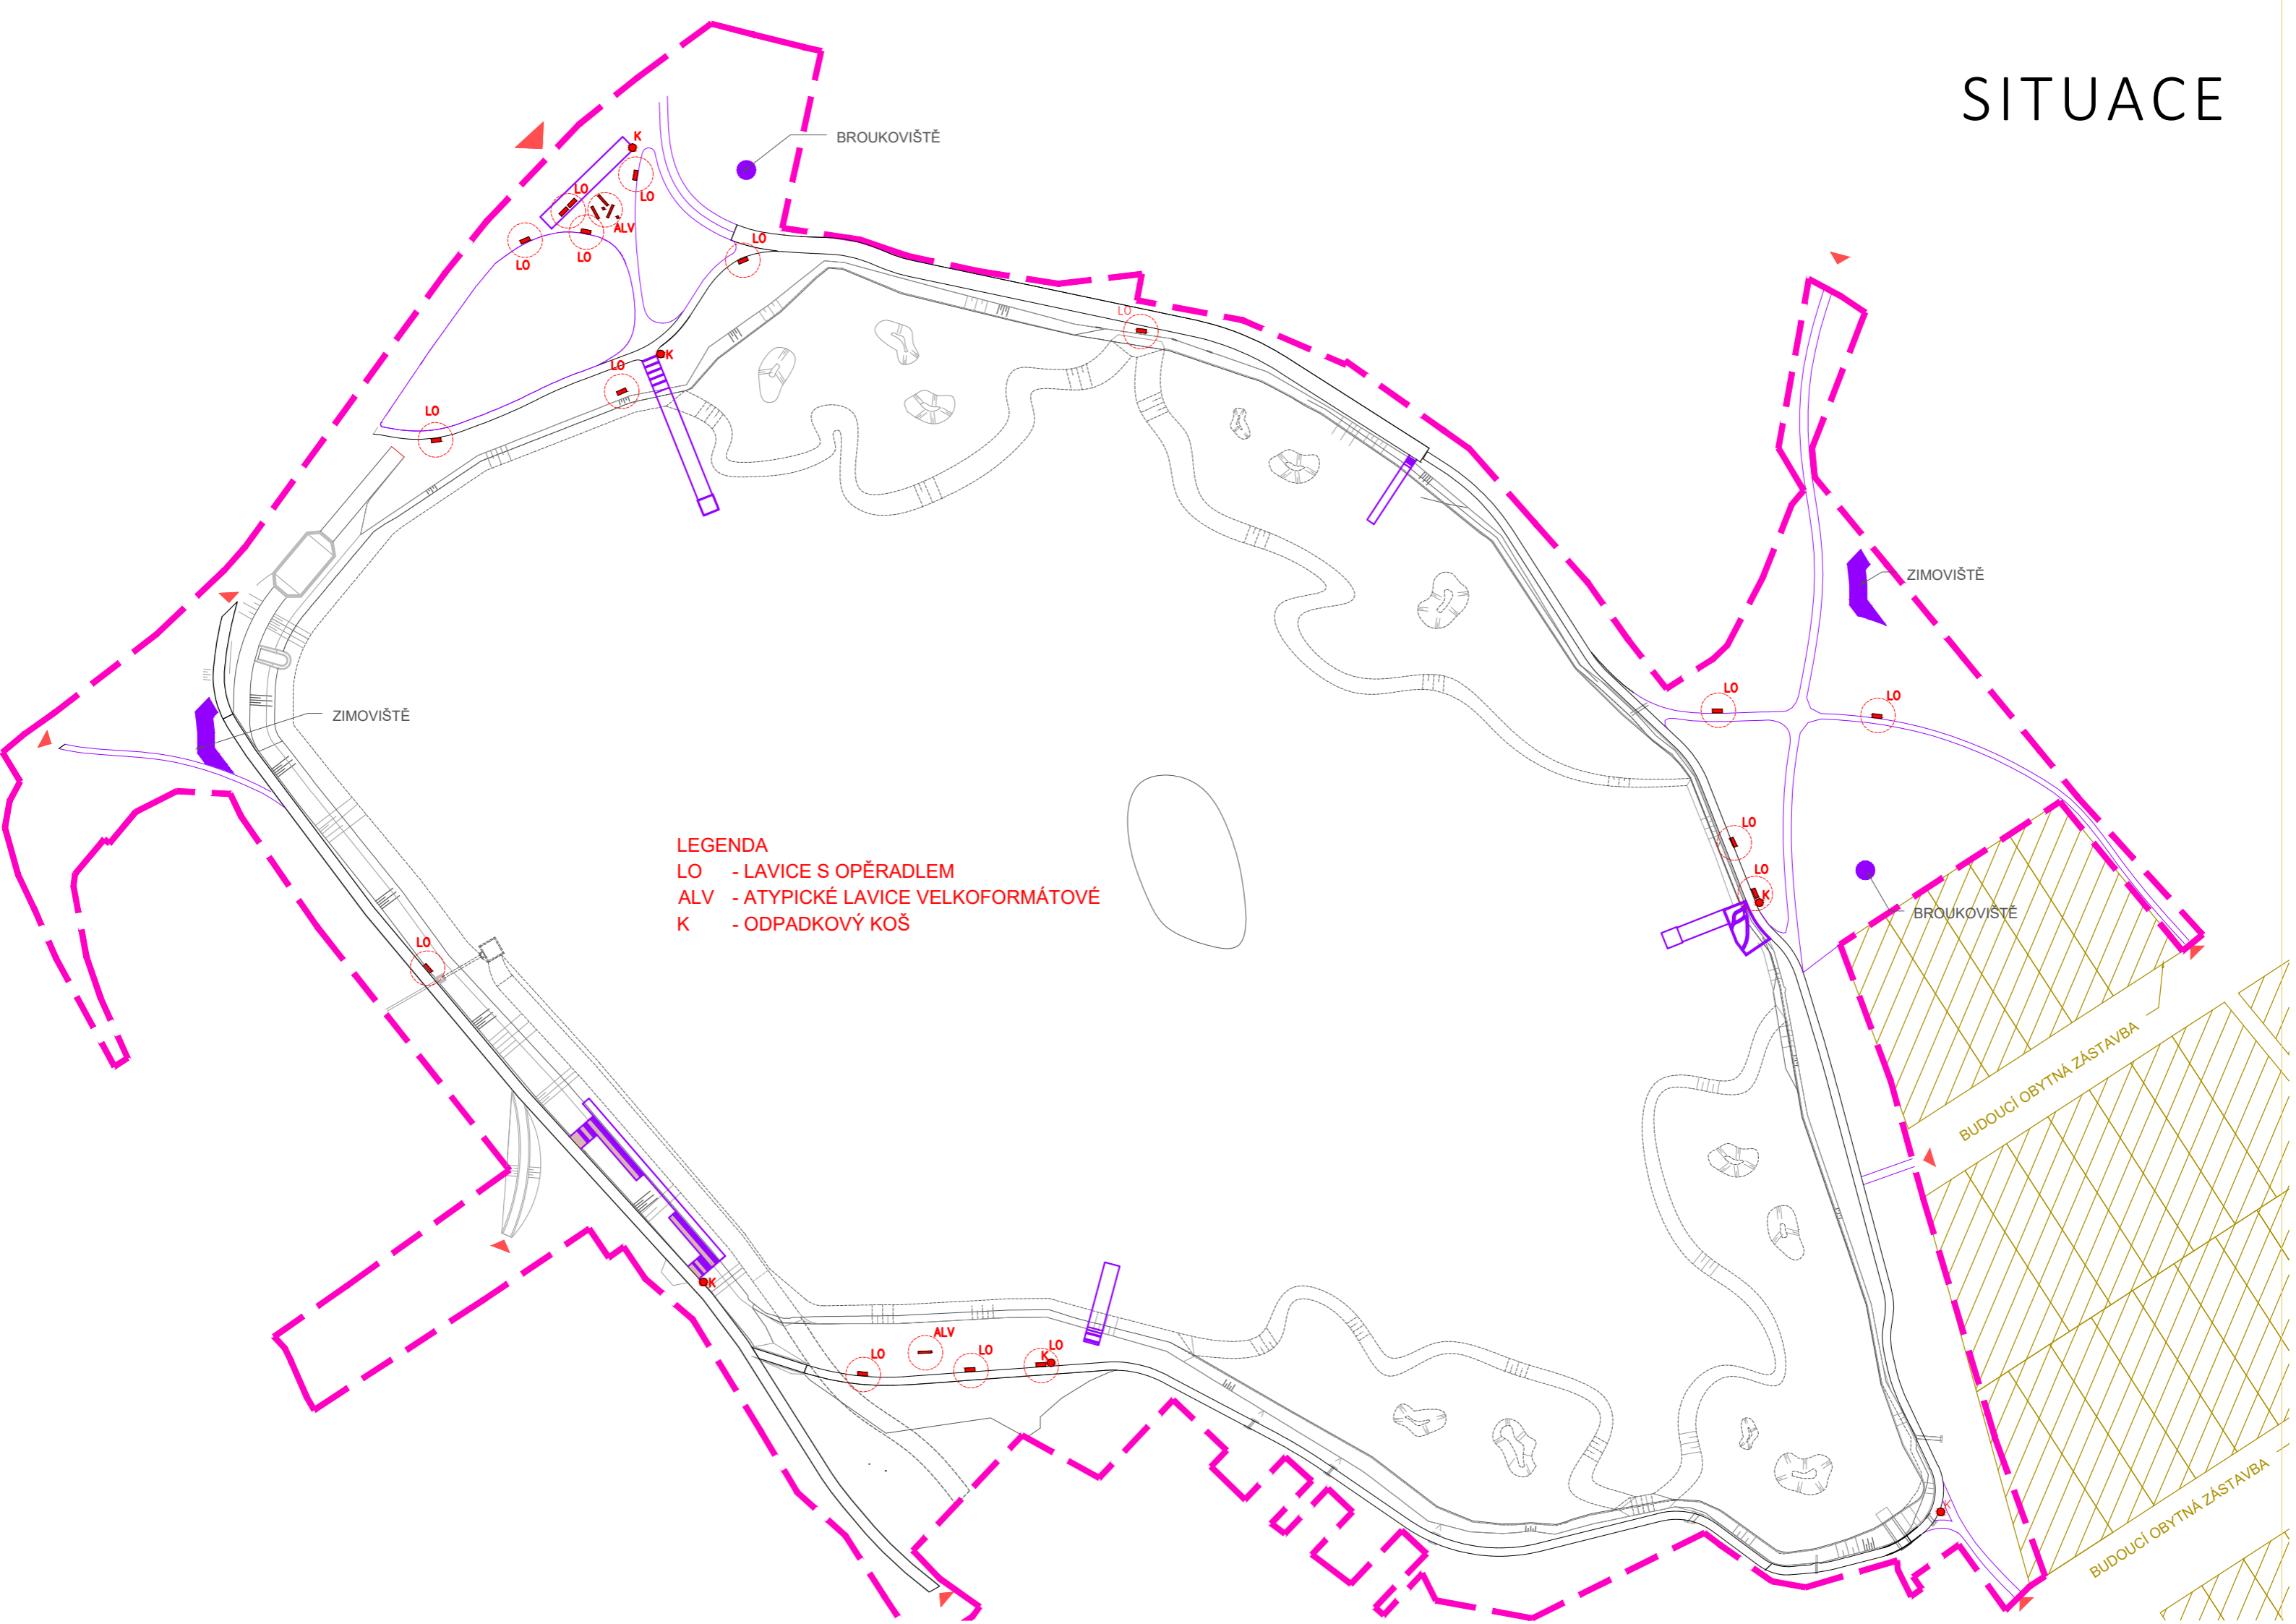 SITUACE
K
BROUKOVIŠTĚ
LO
LO
ALV
LO
LO
LO
LO
K
LO
LO
ZIMOVIŠTĚ
LO
LO
ZIMOVIŠTĚ
LO
LEGENDA
LO - LAVICE S OPĚRADLEM
ALV - ATYPICKÉ LAVICE VELKOFORMÁTOVÉ
K - ODPADKOVÝ KOŠ
LO
K
BROUKOVIŠTĚ
LO
BUDOUCÍ OBYTNÁ ZÁSTAVBA
K
ALV
LO
LO
LO
K
BUDOUCÍ OBYTNÁ ZÁSTAVBA
K